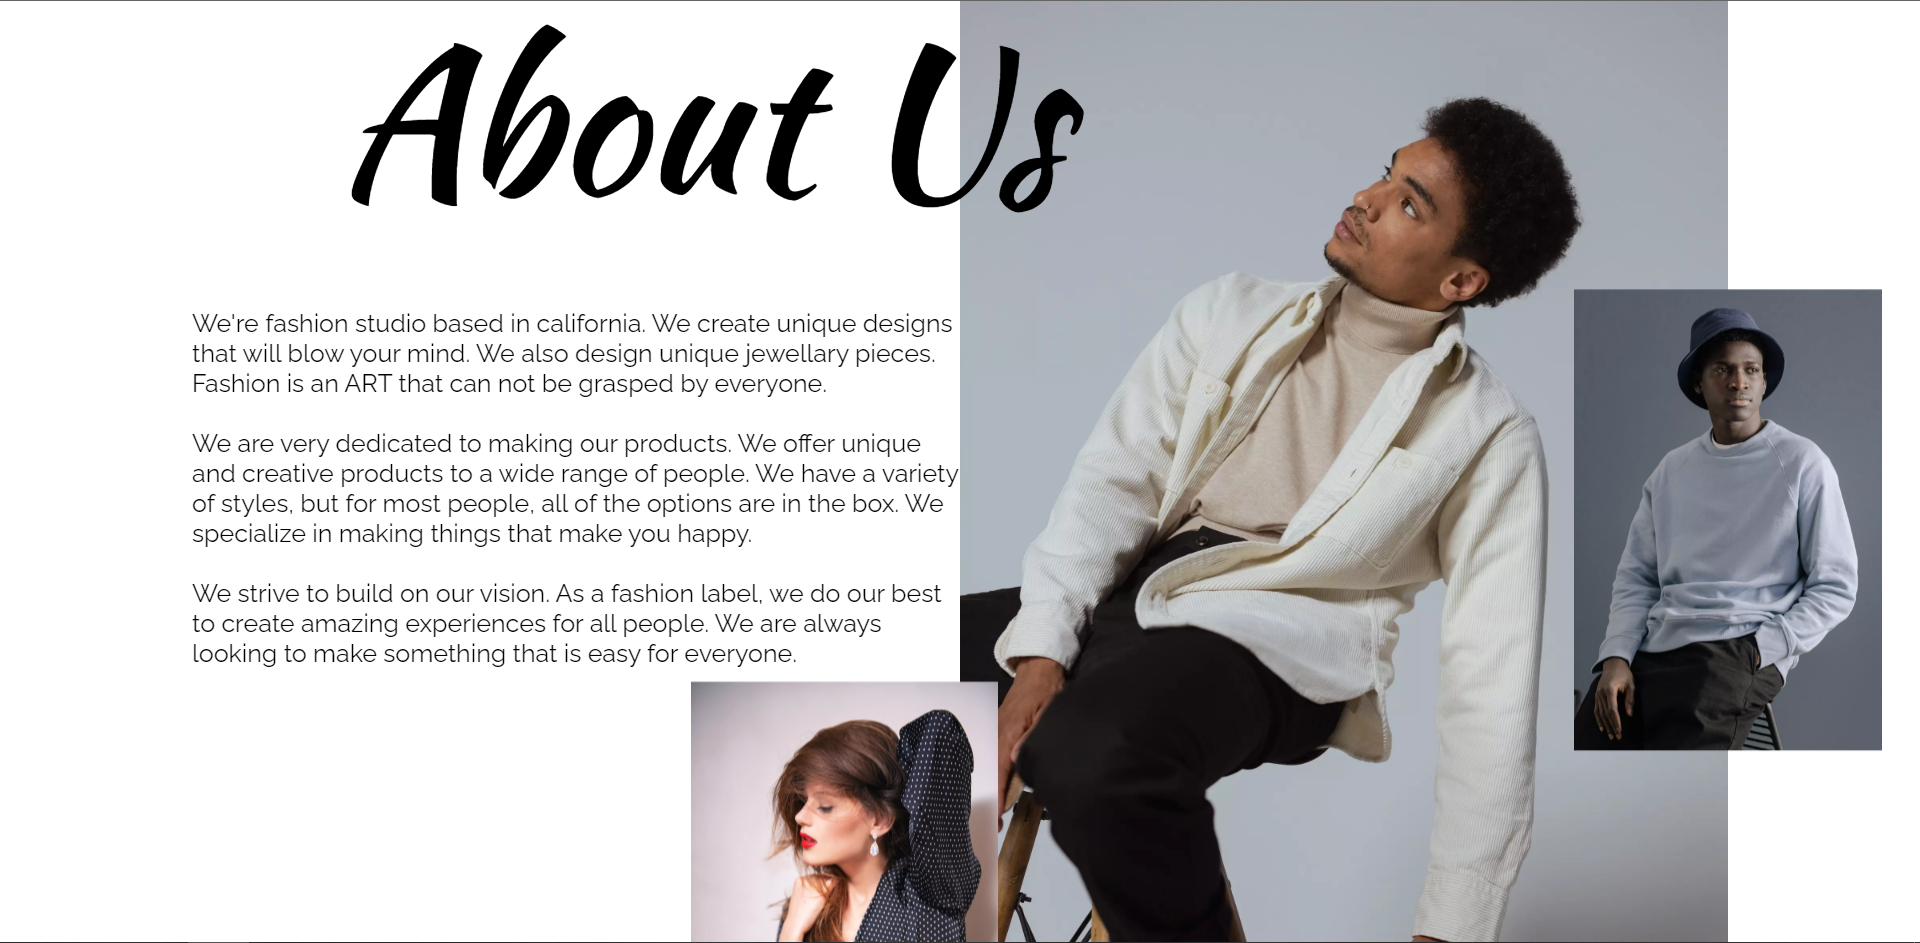 About Us
We're fashion studio based in california. We create unique designs
that will blow your mind. We also design unique jewellary pieces.
Fashion is an ART that can not be grasped by everyone.
We are very dedicated to making our products. We offer unique
and creative products to a wide range of people. We have a variety
of styles, but for most people, all of the options are in the box. We
specialize in making things that make you happy.
We strive to build on our vision. As a fashion label, we do our best
to create amazing experiences for all people. We are always
looking to make something that is easy for everyone.